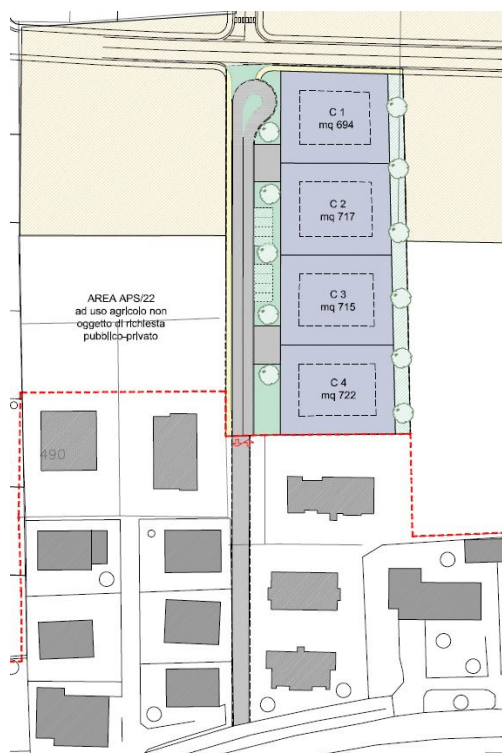 C 1
mq 694
C 2
mq 717
AREA APS/22
ad uso agricolo non
oggetto di richiesta
pubblico-privato
C 3
mq 715
C 4
mq 722
490